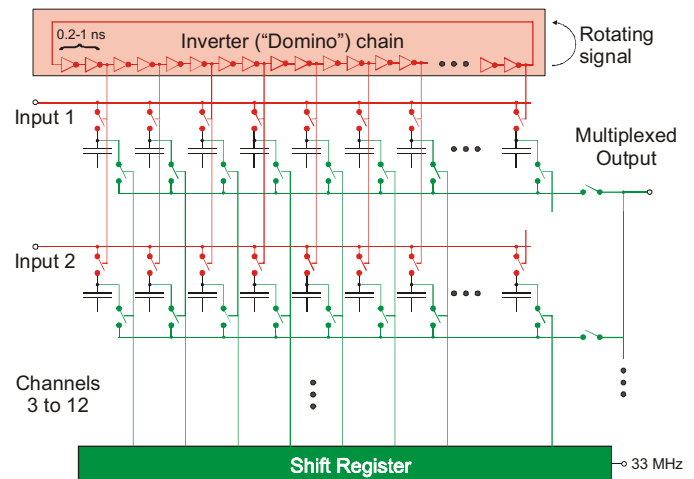 0.2-1 ns
Inverter (“Domino”) chain
Rotating
signal
Input 1
Multiplexed
Output
Input 2
Channels
3 to 12
Shift Register
33 MHz